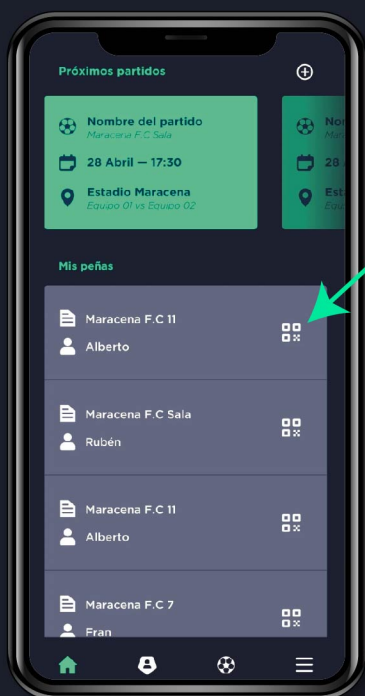 Próximos partidos
Nombre del partido
Maracena F.C Sala
28 Abril — 17:30
Estadio Maracena
Equipo 01 vs Equipo 02
28
Mis peñas
Maracena F.C 11
Alberto
Maracena F.C Sala
Rubén
Maracena F.C 11
Alberto
Maracena F.C 7
Fran